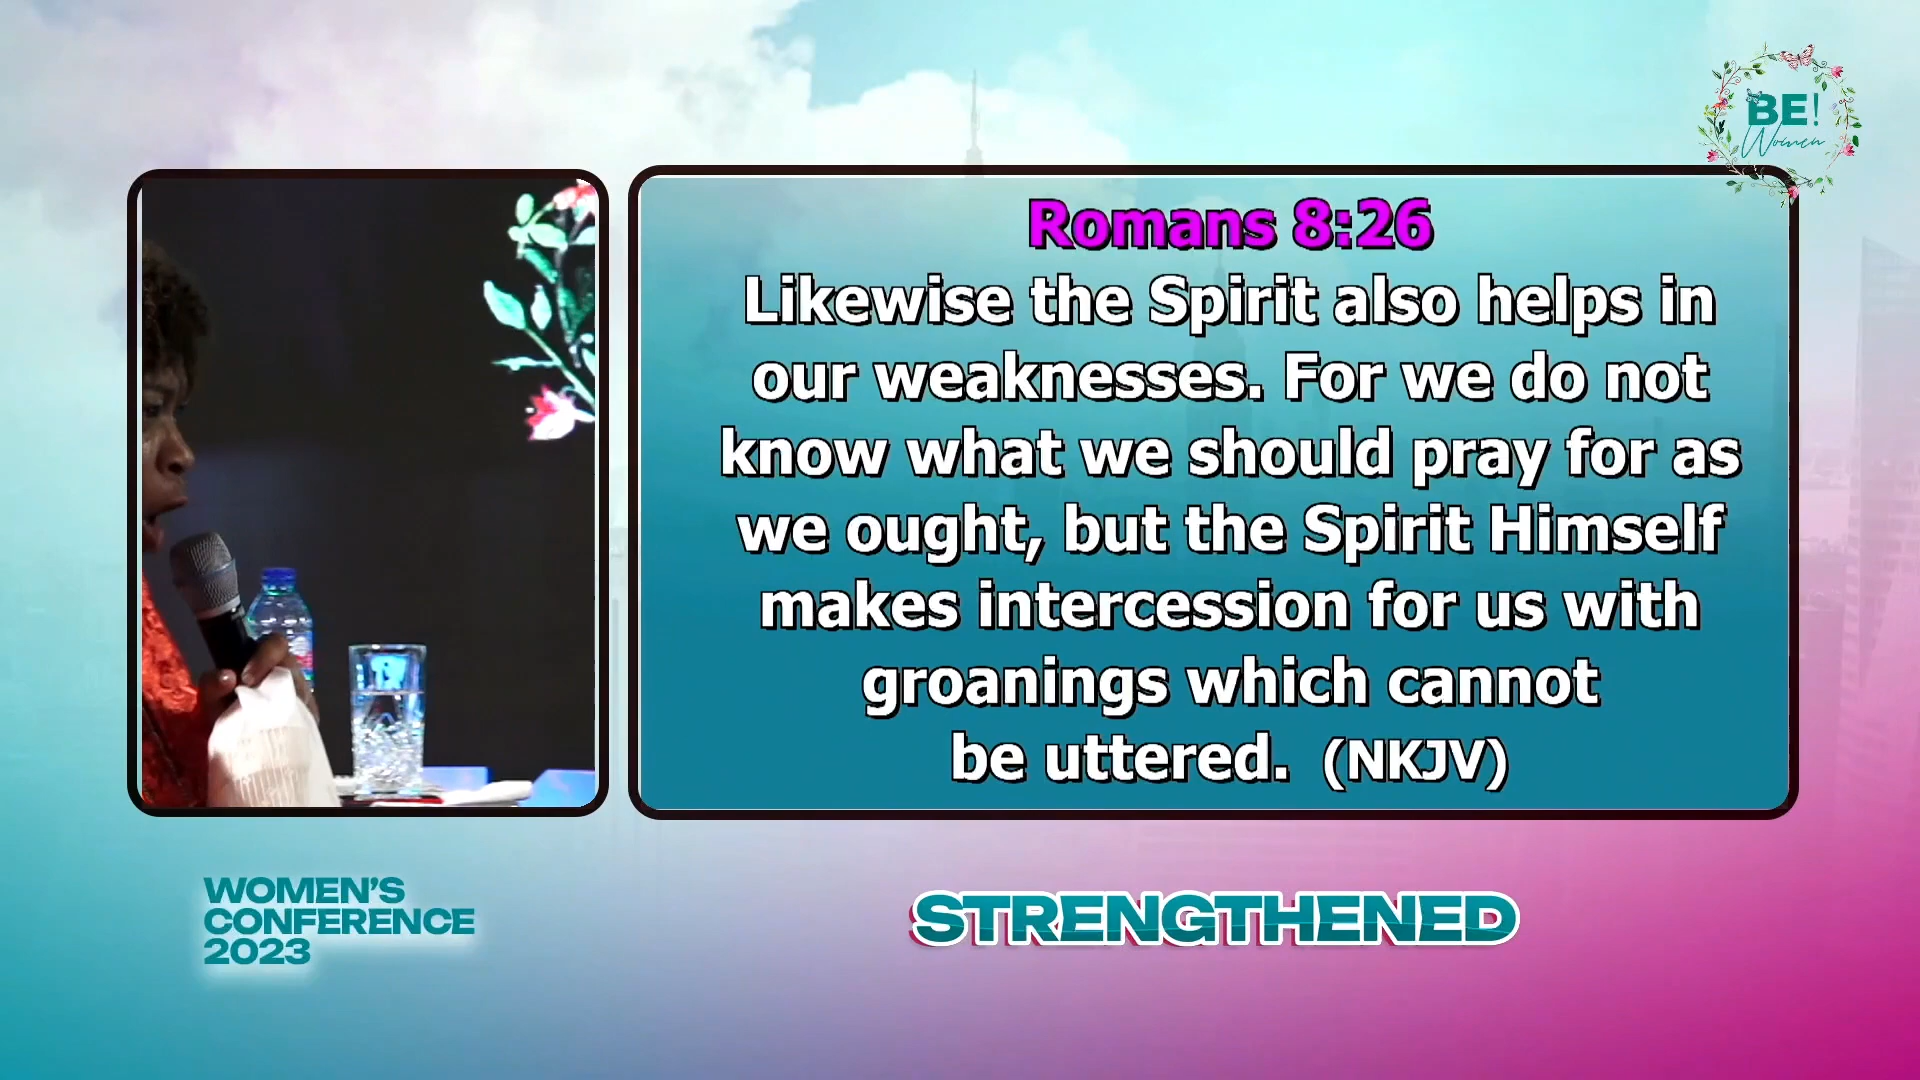 BE!
Women
Romans 8:26
Likewise the Spirit also helps in
our weaknesses. For we do not
know what we should pray for as
we ought, but the Spirit Himself
makes intercession for us with
groanings which cannot
be uttered. (NKJV)
WOMEN'S
CONFERENCE
2023
STRENGTHENED